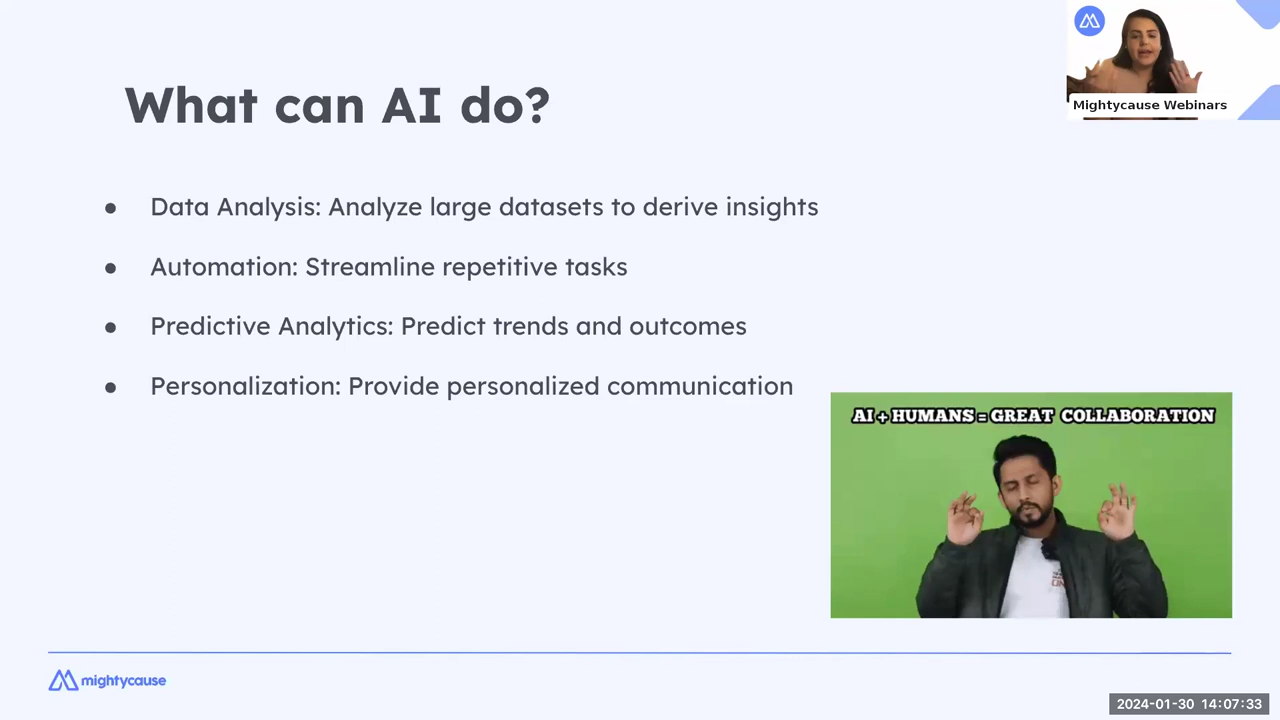 What can AI do?
Mightycause Webinars
● Data Analysis: Analyze large datasets to derive insights
● Automation: Streamline repetitive tasks
● Predictive Analytics: Predict trends and outcomes
● Personalization: Provide personalized communication
AI + HUMANS = GREAT COLLABORATION
mightycause
2024-01-30 14:07:33